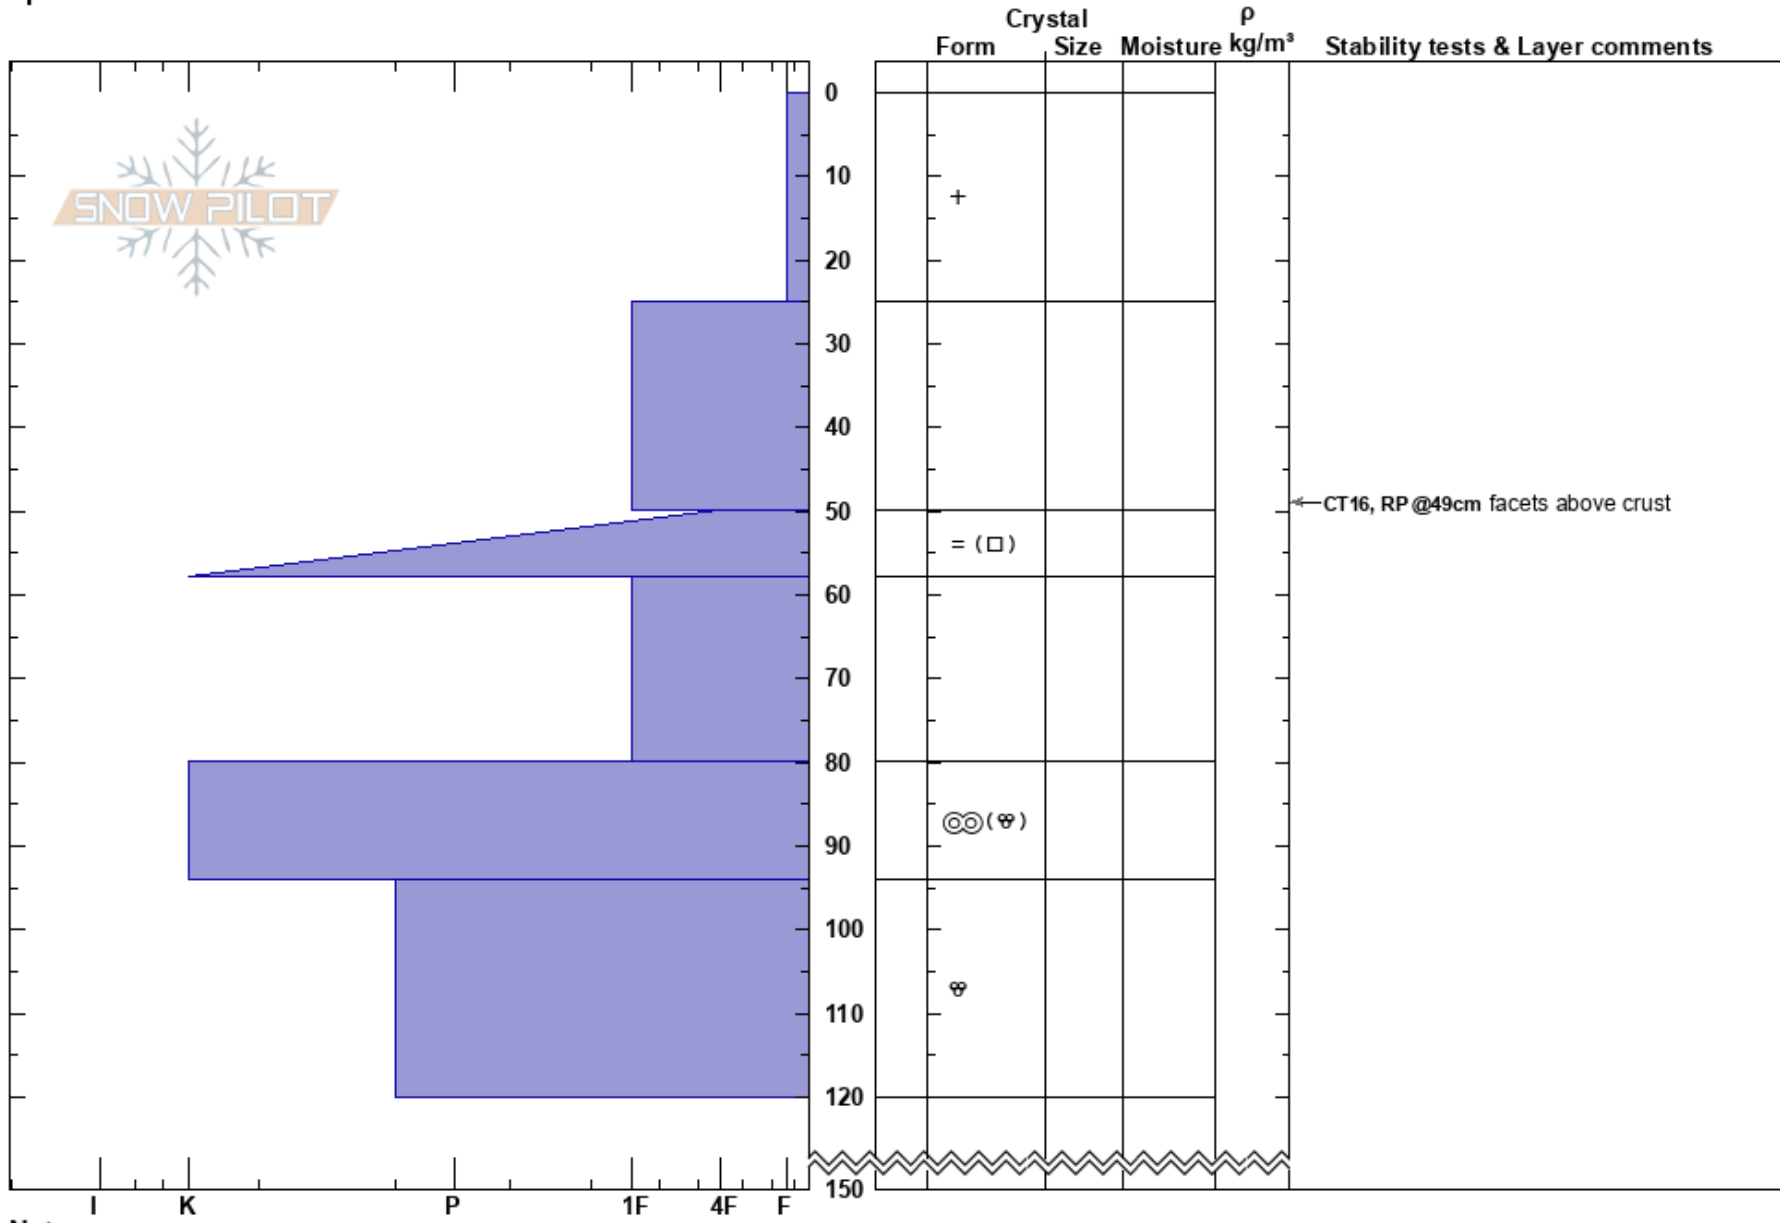 Crystal
ρ
Form Size Moisture kg/m³ Stability tests & Layer comments
SNOW PILOT
0
10
+
20
30
40
CT16, RP @49cm facets above crust
50
= (□)
60
70
80
90
100
110
120
150
I K P 1F 4F F